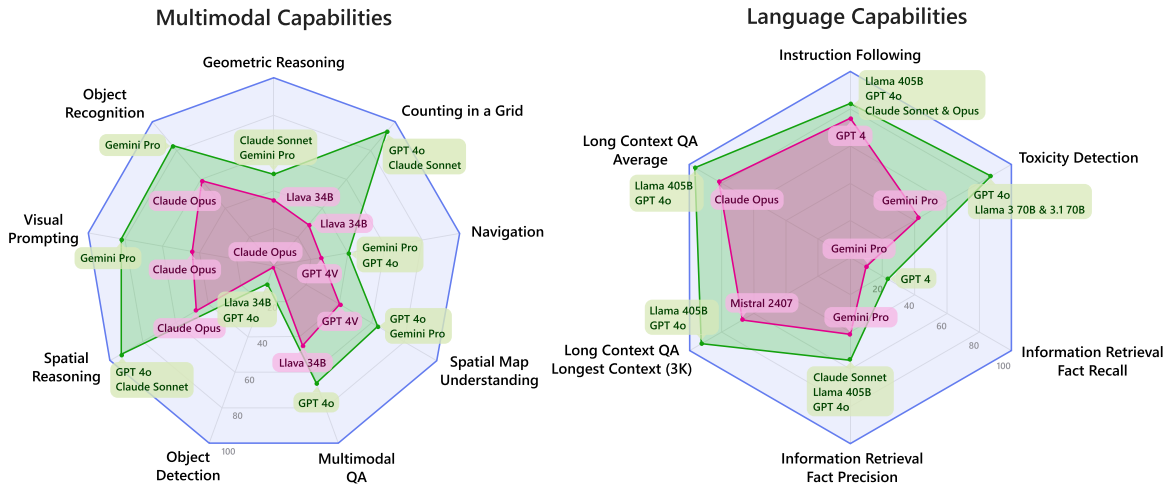 Multimodal Capabilities
Geometric Reasoning
Object
Recognition
Counting in a Grid
Gemini Pro
Claude Sonnet
Gemini Pro
GPT 4o
Claude Sonnet
Claude Opus
Llava 34B
Llava 34B
Visual
Prompting
Navigation
Gemini Pro
Claude Opus
Claude Opus
Gemini Pro
GPT 4o
GPT 4V
Llava 34B
GPT 4o
Claude Opus
GPT 4V
GPT 4o
Gemini Pro
Spatial
Reasoning
GPT 4o
Claude Sonnet
Llava 34B
Spatial Map
Understanding
GPT 4o
40
60
80
100
Object
Detection
Multimodal
QA
Language Capabilities
Instruction Following
Llama 405B
GPT 4o
Claude Sonnet & Opus
GPT 4
Long Context QA
Average
Toxicity Detection
Llama 405B
GPT 4o
Claude Opus
Gemini Pro
GPT 4o
Llama 3 70B & 3.1 70B
Gemini Pro
GPT 4
Llama 405B
GPT 4o
Mistral 2407
Gemini Pro
20
40
60
80
100
Long Context QA
Longest Context (3K)
Information Retrieval
Fact Recall
Claude Sonnet
Llama 405B
GPT 4o
Information Retrieval
Fact Precision